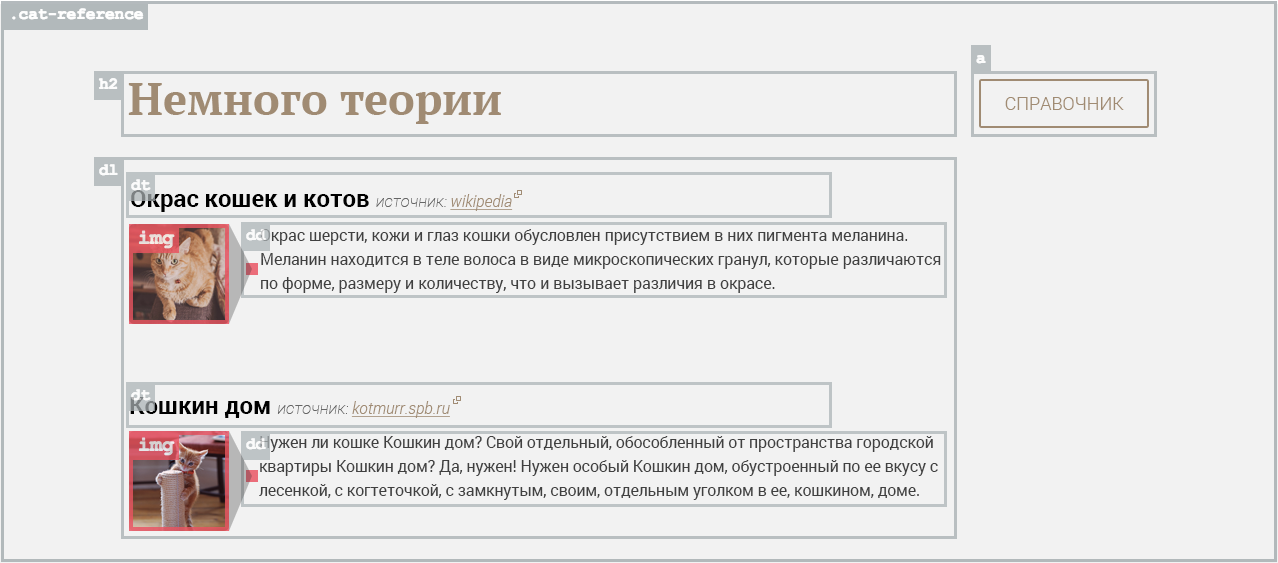 .cat-reference
a
h2
Немного теории
СПРАВОЧНИК
dl
dt
Окрас кошек и котов источник: wikipedia
img
dd
Окрас шерсти, кожи и глаз кошки обусловлен присутствием в них пигмента меланина.
Меланин находится в теле волоса в виде микроскопических гранул, которые различаются
по форме, размеру и количеству, что и вызывает различия в окрасе.
dt
Кошкин дом источник: kotmurr.spb.ru
img
dd
Нужен ли кошке Кошкин дом? Свой отдельный, обособленный от пространства городской
квартиры Кошкин дом? Да, нужен! Нужен особый Кошкин дом, обустроенный по ее вкусу с
лесенкой, с когтеточкой, с замкнутым, своим, отдельным уголком в ее, кошкином, доме.